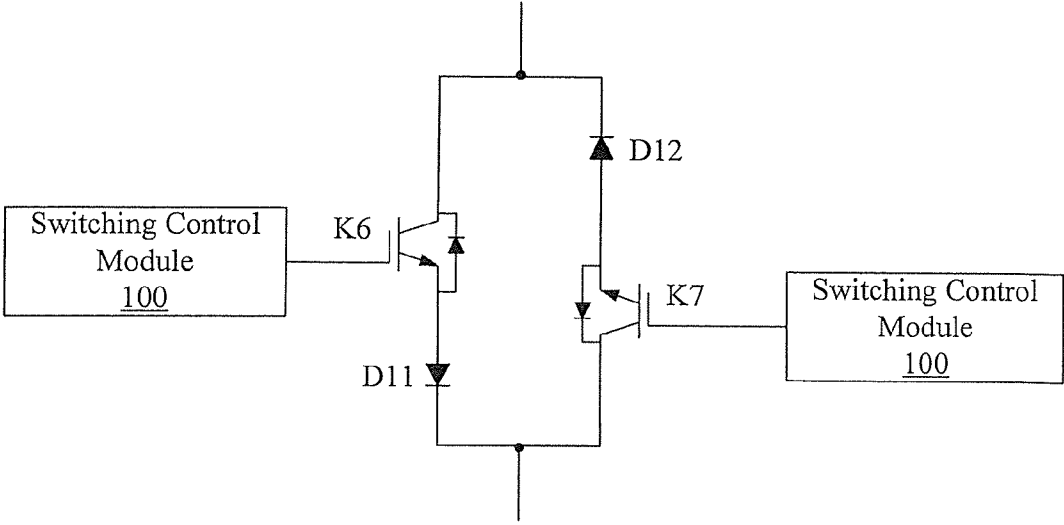 D12
Switching Control
Module
100
K6
K7
Switching Control
Module
100
D11